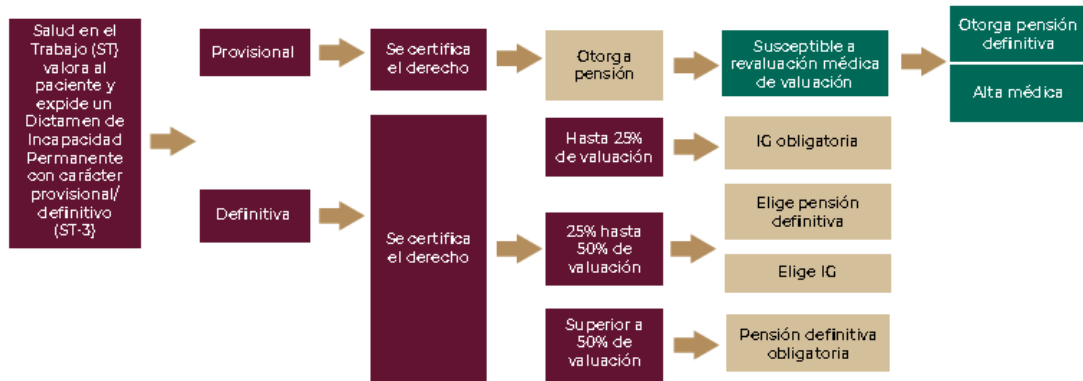 Salud en el
Trabajo (ST)
valora al
paciente y
expide un
Dictamen de
Incapacidad
Permanente
con carácter
provisional/
definitivo
(ST-3)
Provisional
Se certifica
el derecho
Otorga
pensión
Susceptible a
revaluación médica
de valuación
Otorga pensión
definitiva
Alta médica
Definitiva
Se certifica
el derecho
Hasta 25%
de valuación
IG obligatoria
25% hasta
50% de
valuación
Elige pensión
definitiva
Elige IG
Superior a
50% de
valuación
Pensión definitiva
obligatoria